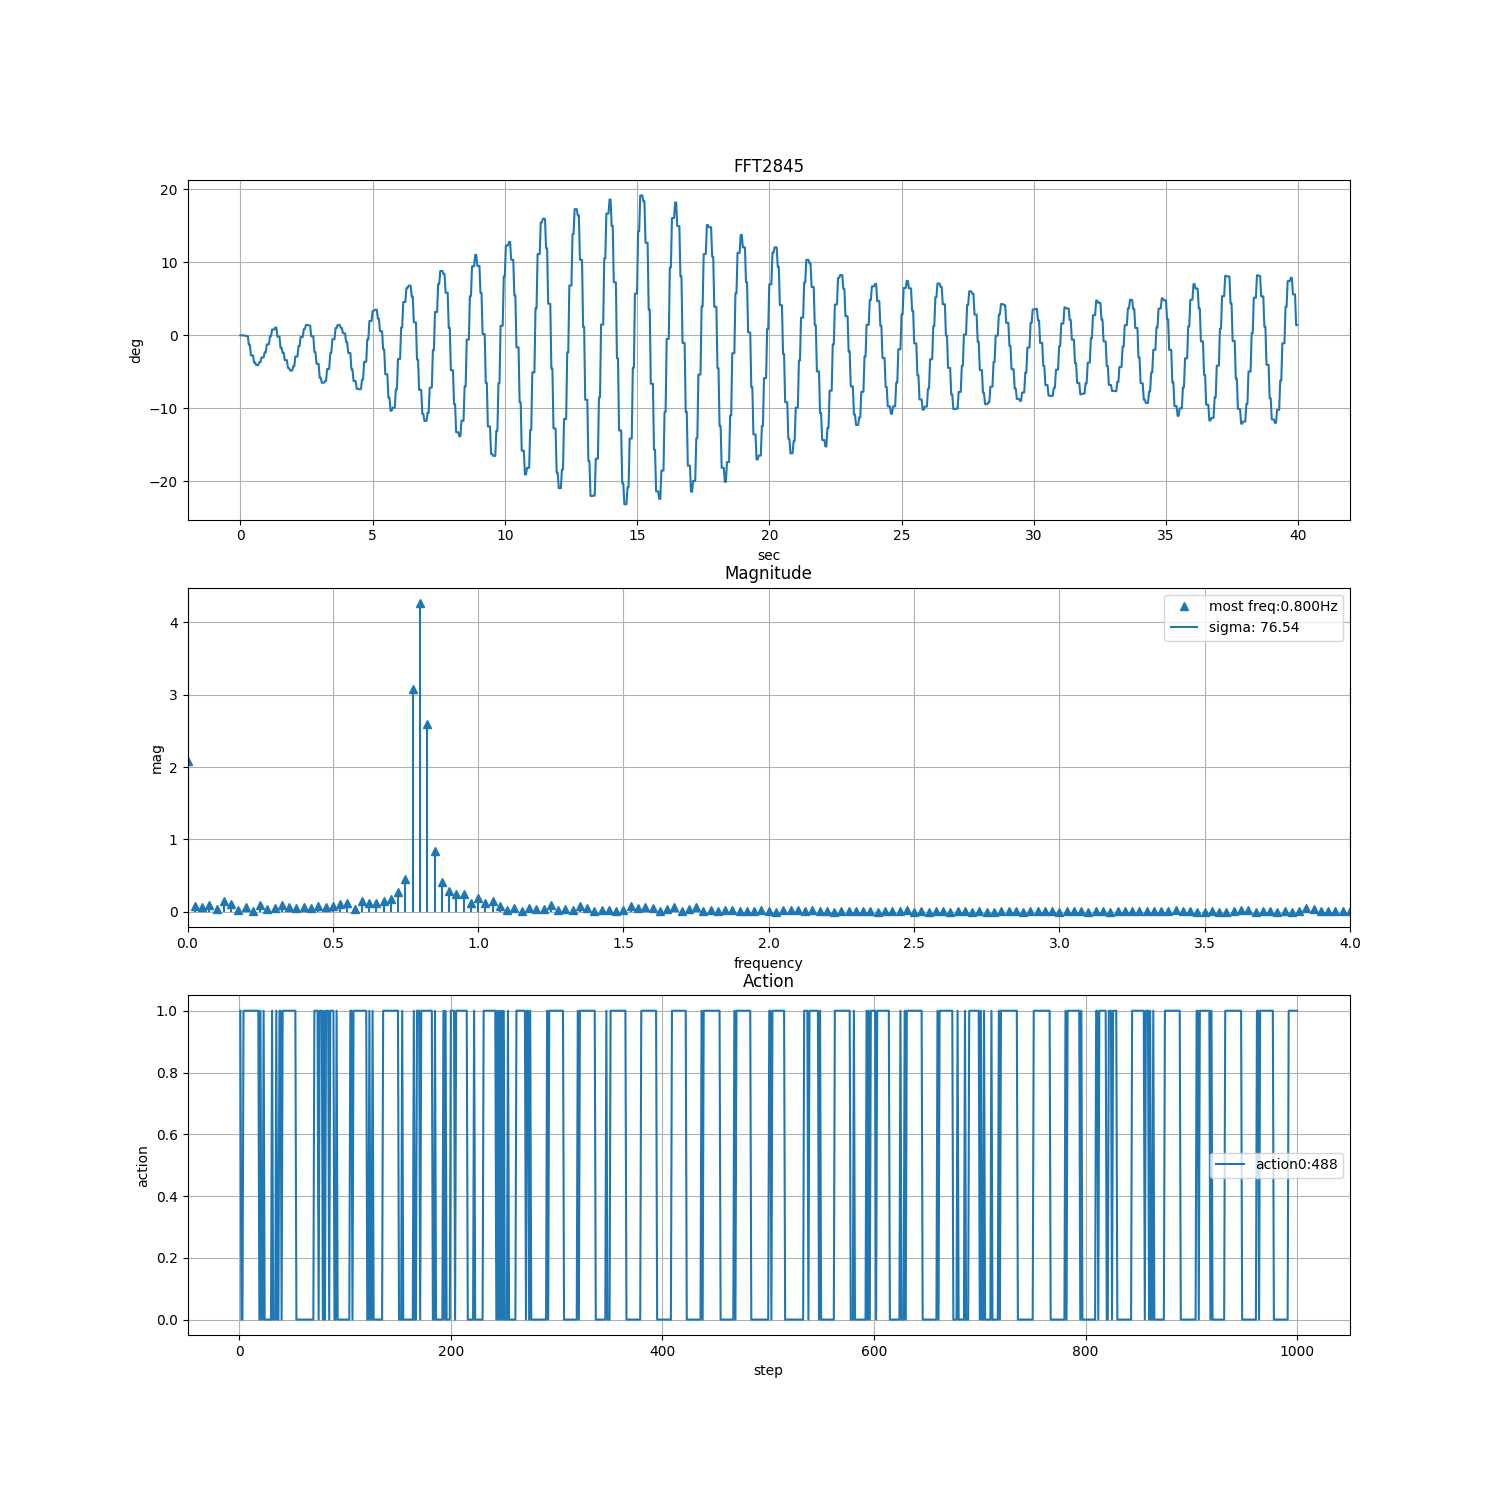 FFT2845
20
10
0
−10
−20
deg
0 5 10 15 20 25 30 35 40
sec
Magnitude
most freq:0.800Hz
sigma: 76.54
4
3
2
1
0
mag
0.0 0.5 1.0 1.5 2.0 2.5 3.0 3.5 4.0
frequency
Action
1.0
0.8
0.6
0.4
0.2
0.0
action
action0:488
0 200 400 600 800 1000
step